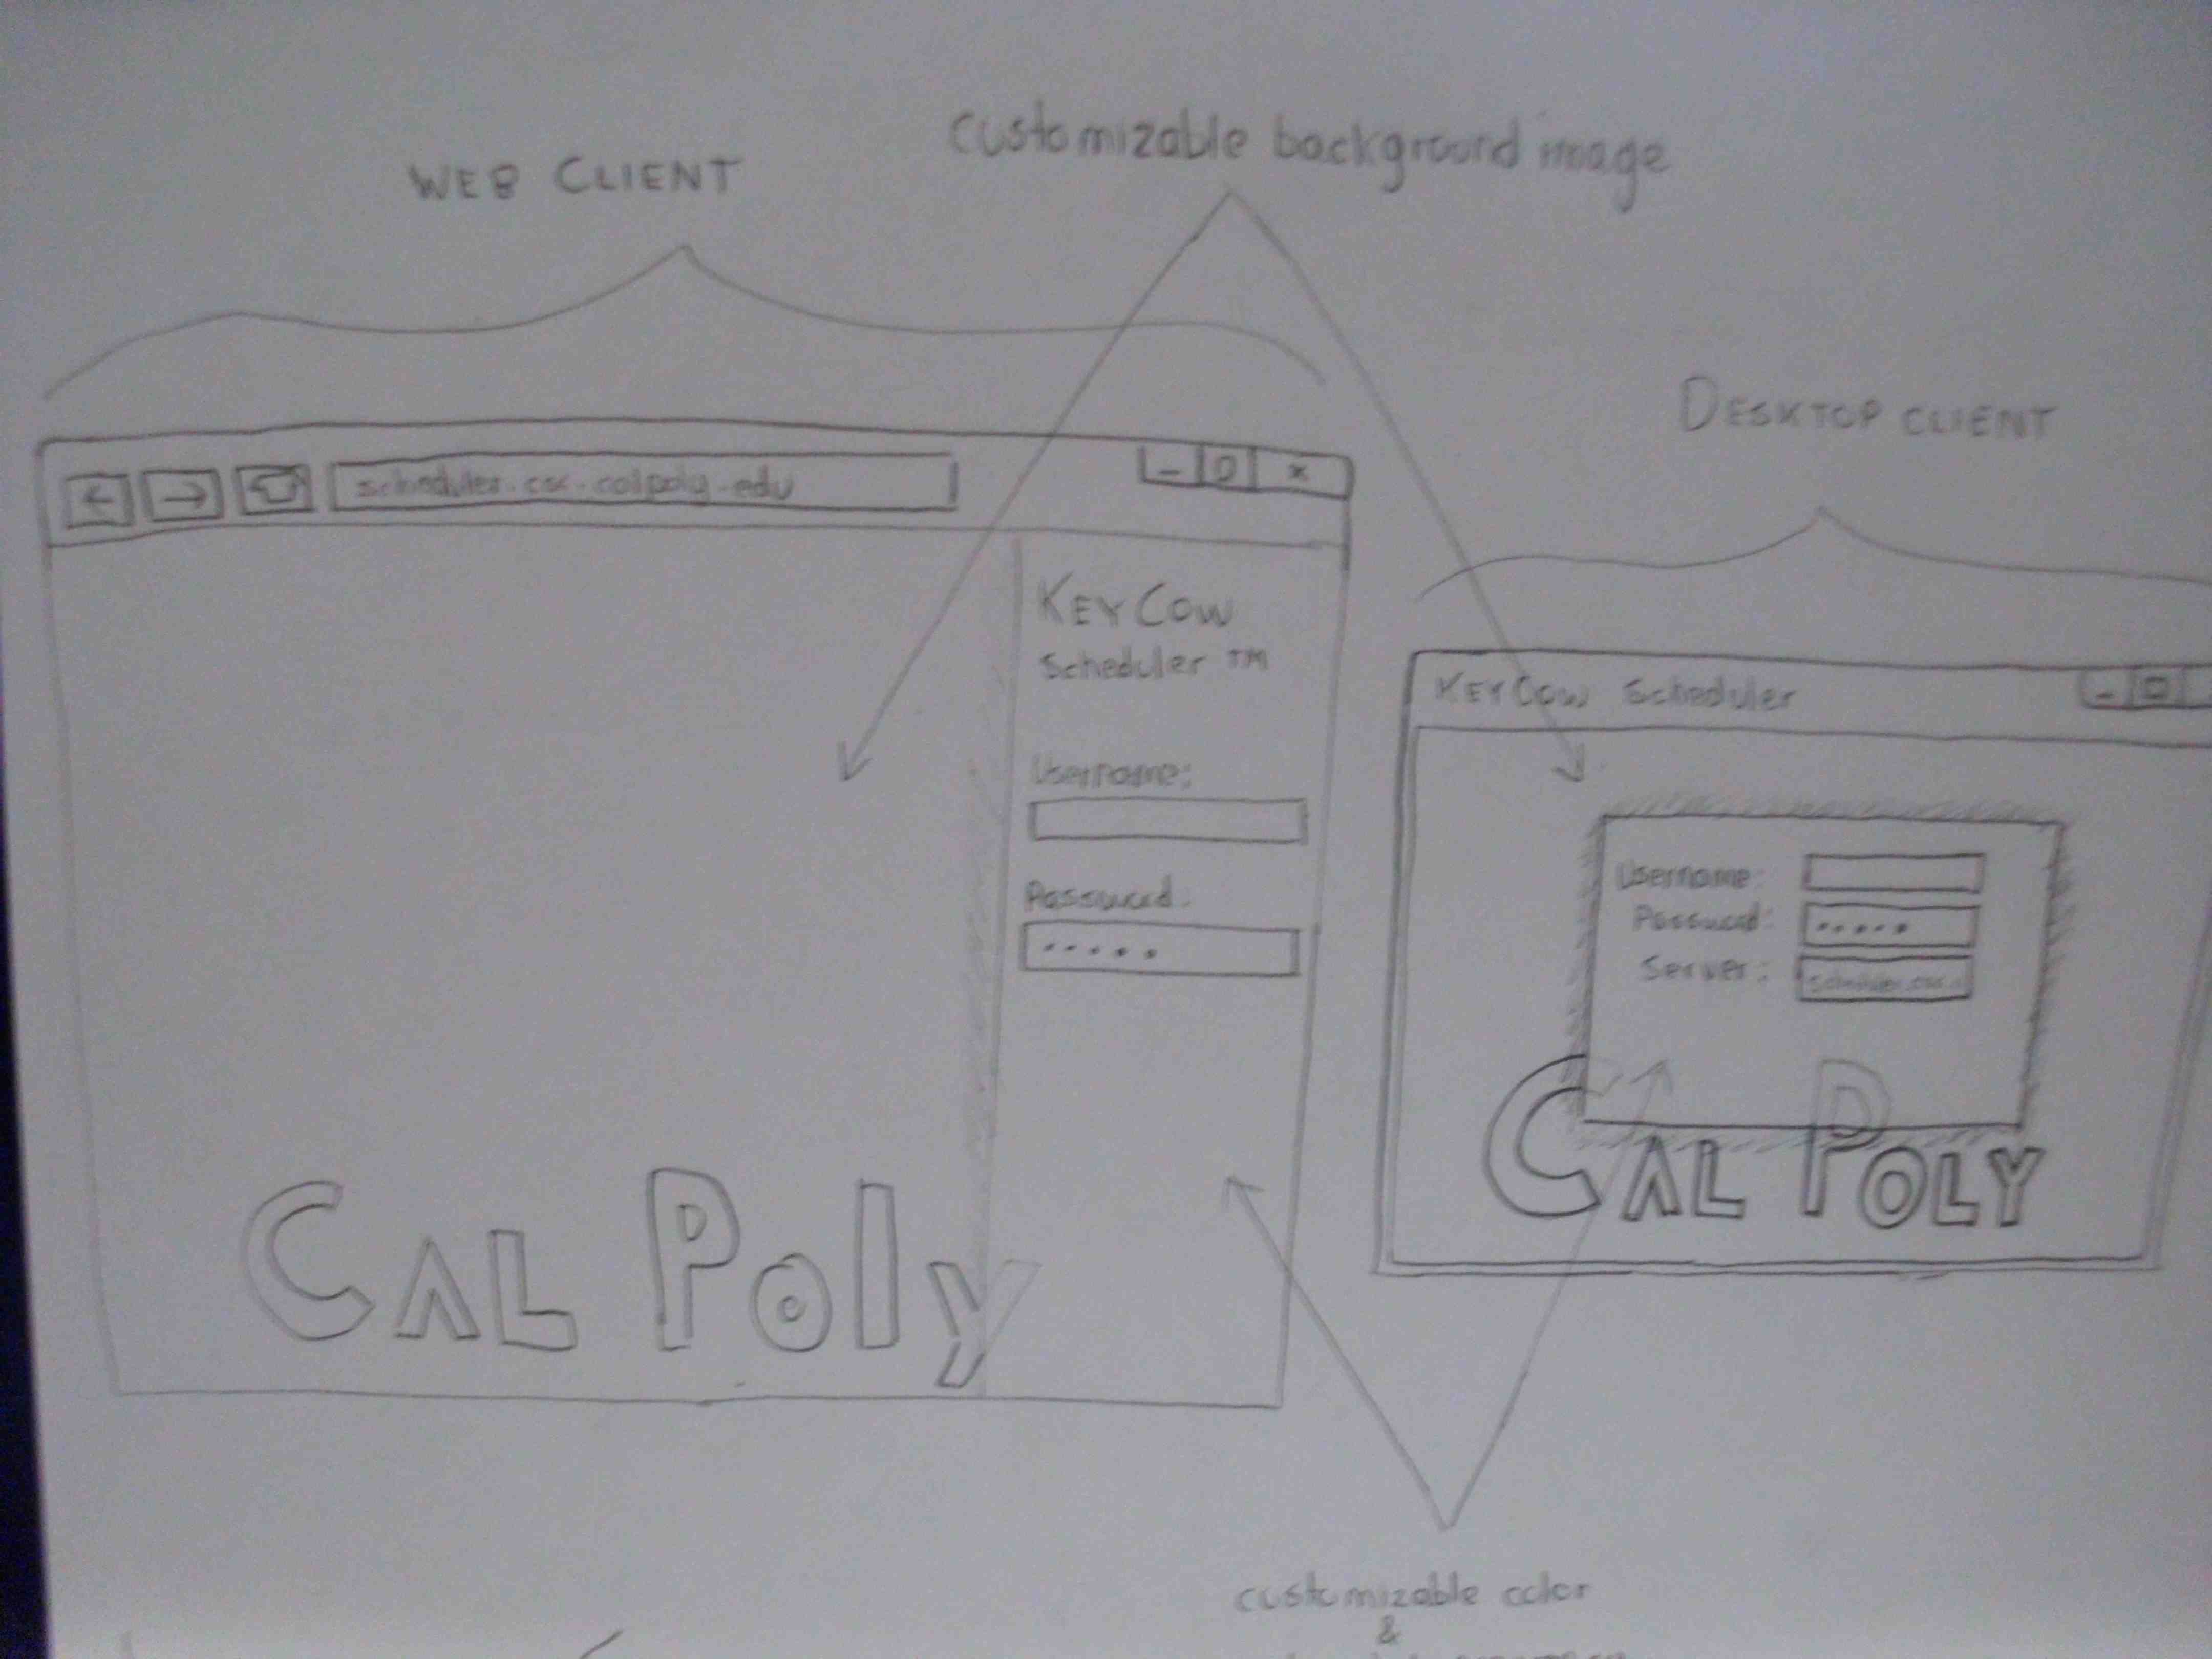 customizable background image
WEB CLIENT
DESKTOP CLIENT
scheduler.csc.calpoly.edu
KEYCOW
Scheduler TM
Username:
Password:
.....
CAL Poly
KEYCOW Scheduler
Username:
Password:
.....
Server:
scheduler.csc.
CAL POLY
customizable color
&